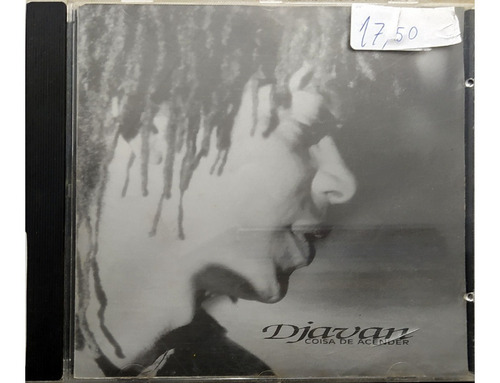 17,50
Djavan
COISA DE ACENDER